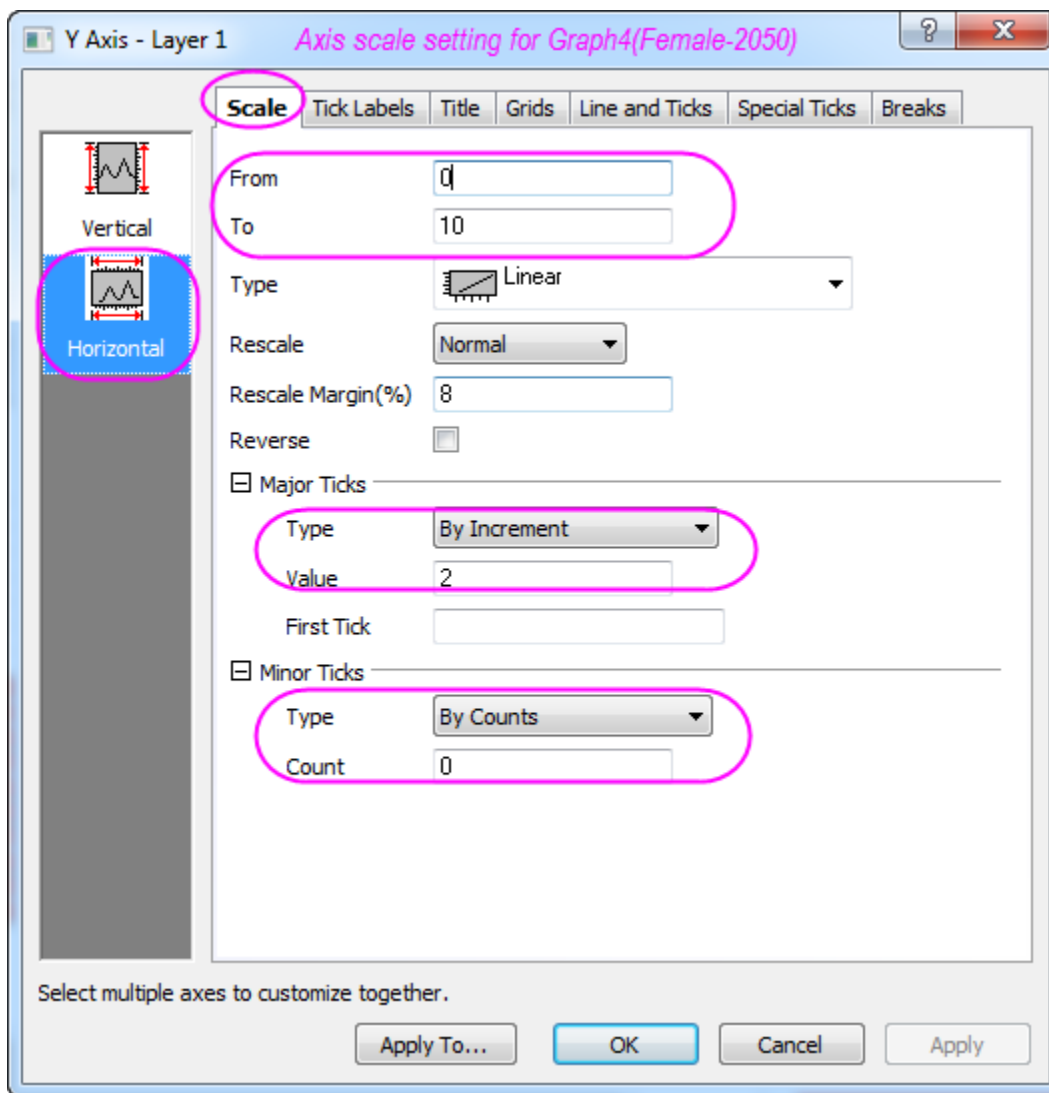 Y Axis - Layer 1 Axis scale setting for Graph4(Female-2050)
Scale Tick Labels Title Grids Line and Ticks Special Ticks Breaks
Vertical
Horizontal
From 0
To 10
Type Linear
Rescale Normal
Rescale Margin(%) 8
Reverse
Major Ticks
Type By Increment
Value 2
First Tick
Minor Ticks
Type By Counts
Count 0
Select multiple axes to customize together.
Apply To... OK Cancel Apply